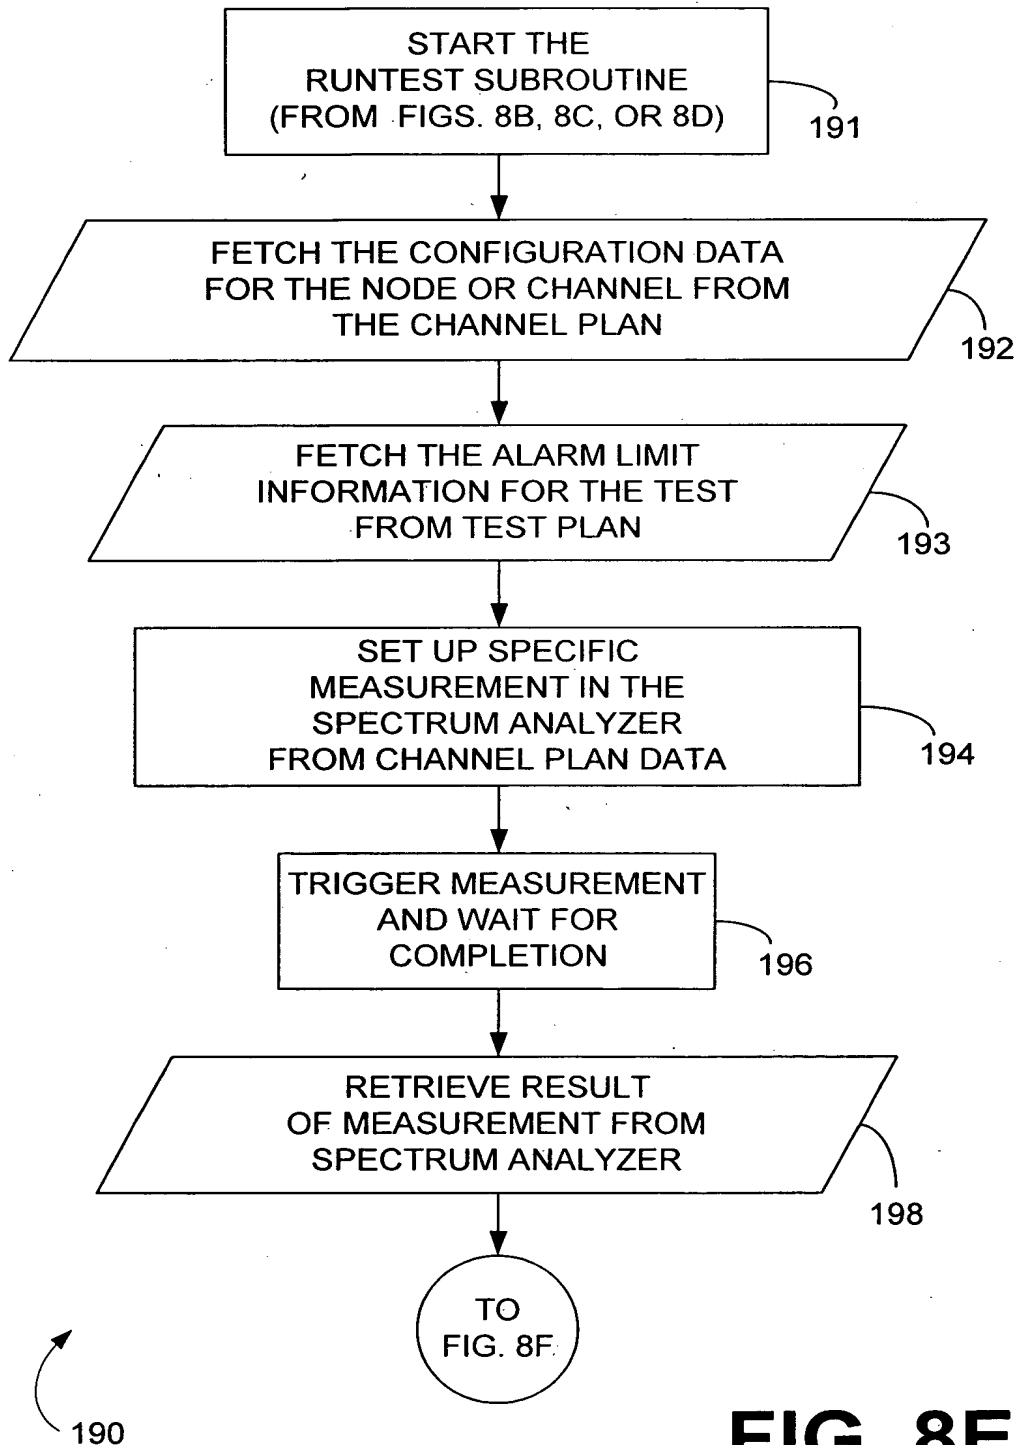 START THE
RUNTEST SUBROUTINE
(FROM FIGS. 8B, 8C, OR 8D)
191
FETCH THE CONFIGURATION DATA
FOR THE NODE OR CHANNEL FROM
THE CHANNEL PLAN
192
FETCH THE ALARM LIMIT
INFORMATION FOR THE TEST
FROM TEST PLAN
193
SET UP SPECIFIC
MEASUREMENT IN THE
SPECTRUM ANALYZER
FROM CHANNEL PLAN DATA
194
TRIGGER MEASUREMENT
AND WAIT FOR
COMPLETION
196
RETRIEVE RESULT
OF MEASUREMENT FROM
SPECTRUM ANALYZER
198
TO
FIG. 8F
190
FIG. 8E